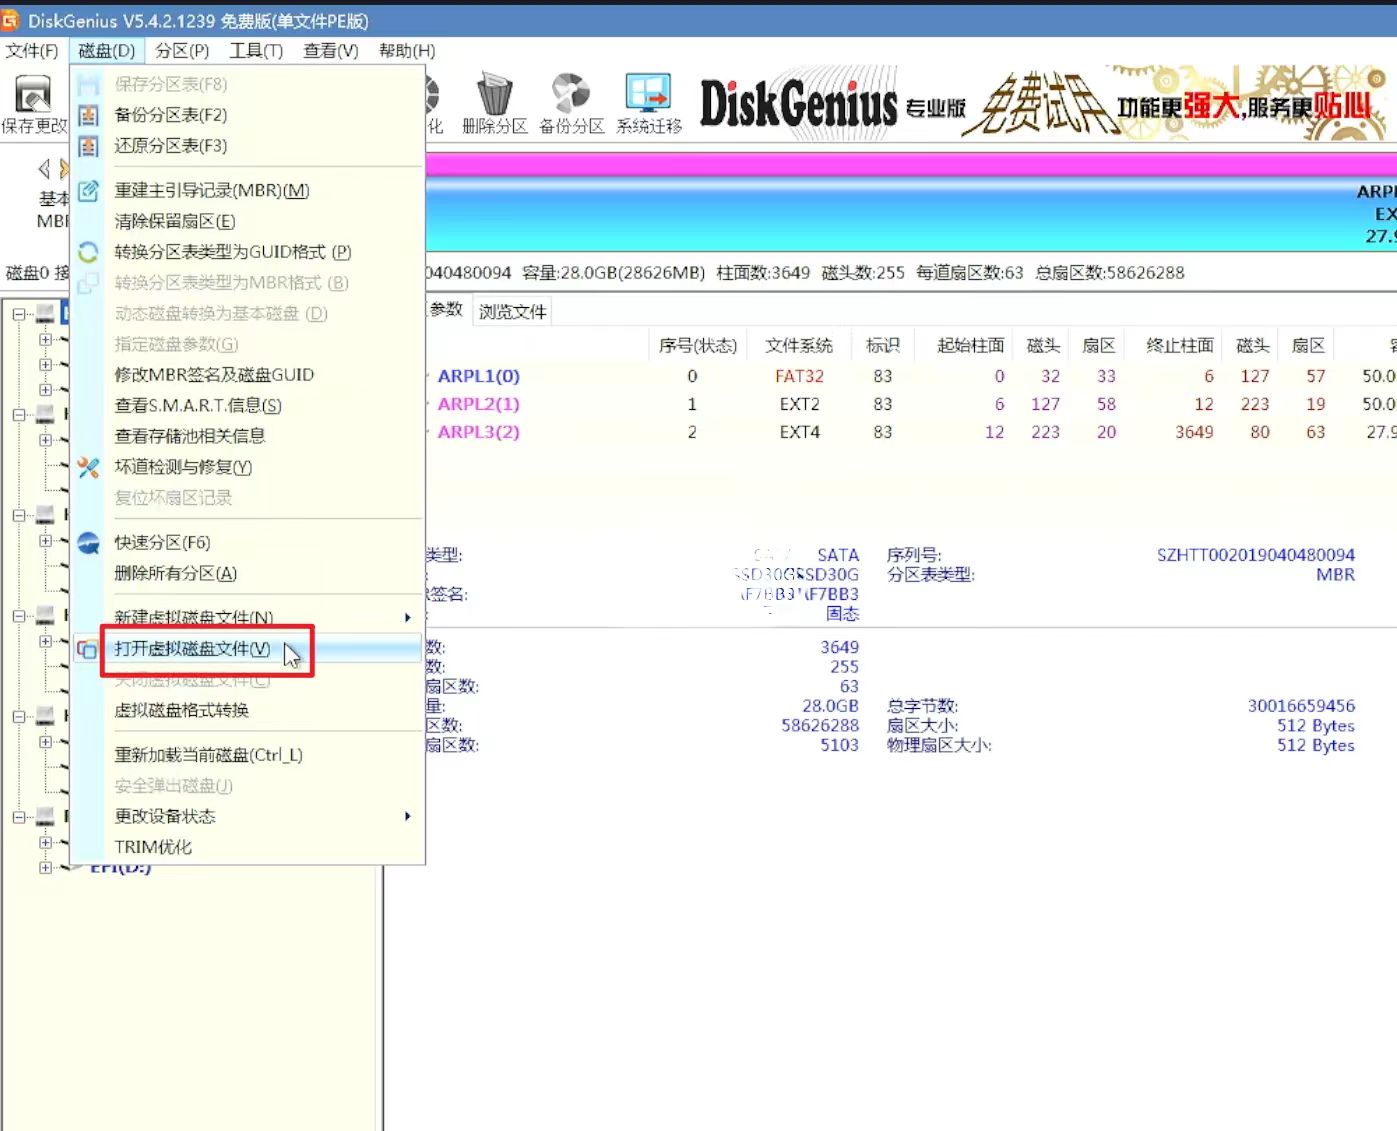 DiskGenius V5.4.2.1239 免费版(单文件PE版)
文件(F) 磁盘(D) 分区(P) 工具(T) 查看(V) 帮助(H)
保存更改 化 删除分区 备份分区 系统迁移
DiskGenius 专业版 免费试用 功能更强大,服务更贴心
保存分区表(F8)
备份分区表(F2)
还原分区表(F3)
重建主引导记录(MBR)(M)
清除保留扇区(E)
转换分区表类型为GUID格式 (P)
转换分区表类型为MBR格式 (B)
动态磁盘转换为基本磁盘 (D)
指定磁盘参数(G)
修改MBR签名及磁盘GUID
查看S.M.A.R.T.信息(S)
查看存储池相关信息
坏道检测与修复(Y)
复位坏扇区记录
快速分区(F6)
删除所有分区(A)
新建虚拟磁盘文件(N)
打开虚拟磁盘文件(V)
关闭虚拟磁盘文件(C)
虚拟磁盘格式转换
重新加载当前磁盘(Ctrl_L)
安全弹出磁盘(J)
更改设备状态
TRIM优化
基本
MBR
ARPL
EX
27.9
磁盘0 接 040480094 容量:28.0GB(28626MB) 柱面数:3649 磁头数:255 每道扇区数:63 总扇区数:58626288
参数 浏览文件
序号(状态) 文件系统 标识 起始柱面 磁头 扇区 终止柱面 磁头 扇区 容
ARPL1(0) 0 FAT32 83 0 32 33 6 127 57 50.0
ARPL2(1) 1 EXT2 83 6 127 58 12 223 19 50.0
ARPL3(2) 2 EXT4 83 12 223 20 3649 80 63 27.9
类型: SATA 序列号: SZHTT002019040480094
SD30G 分区表类型: MBR
签名: F7BB3
固态
数: 3649
数: 255
扇区数: 63
量: 28.0GB 总字节数: 30016659456
区数: 58626288 扇区大小: 512 Bytes
扇区数: 5103 物理扇区大小: 512 Bytes
EFI(D:)